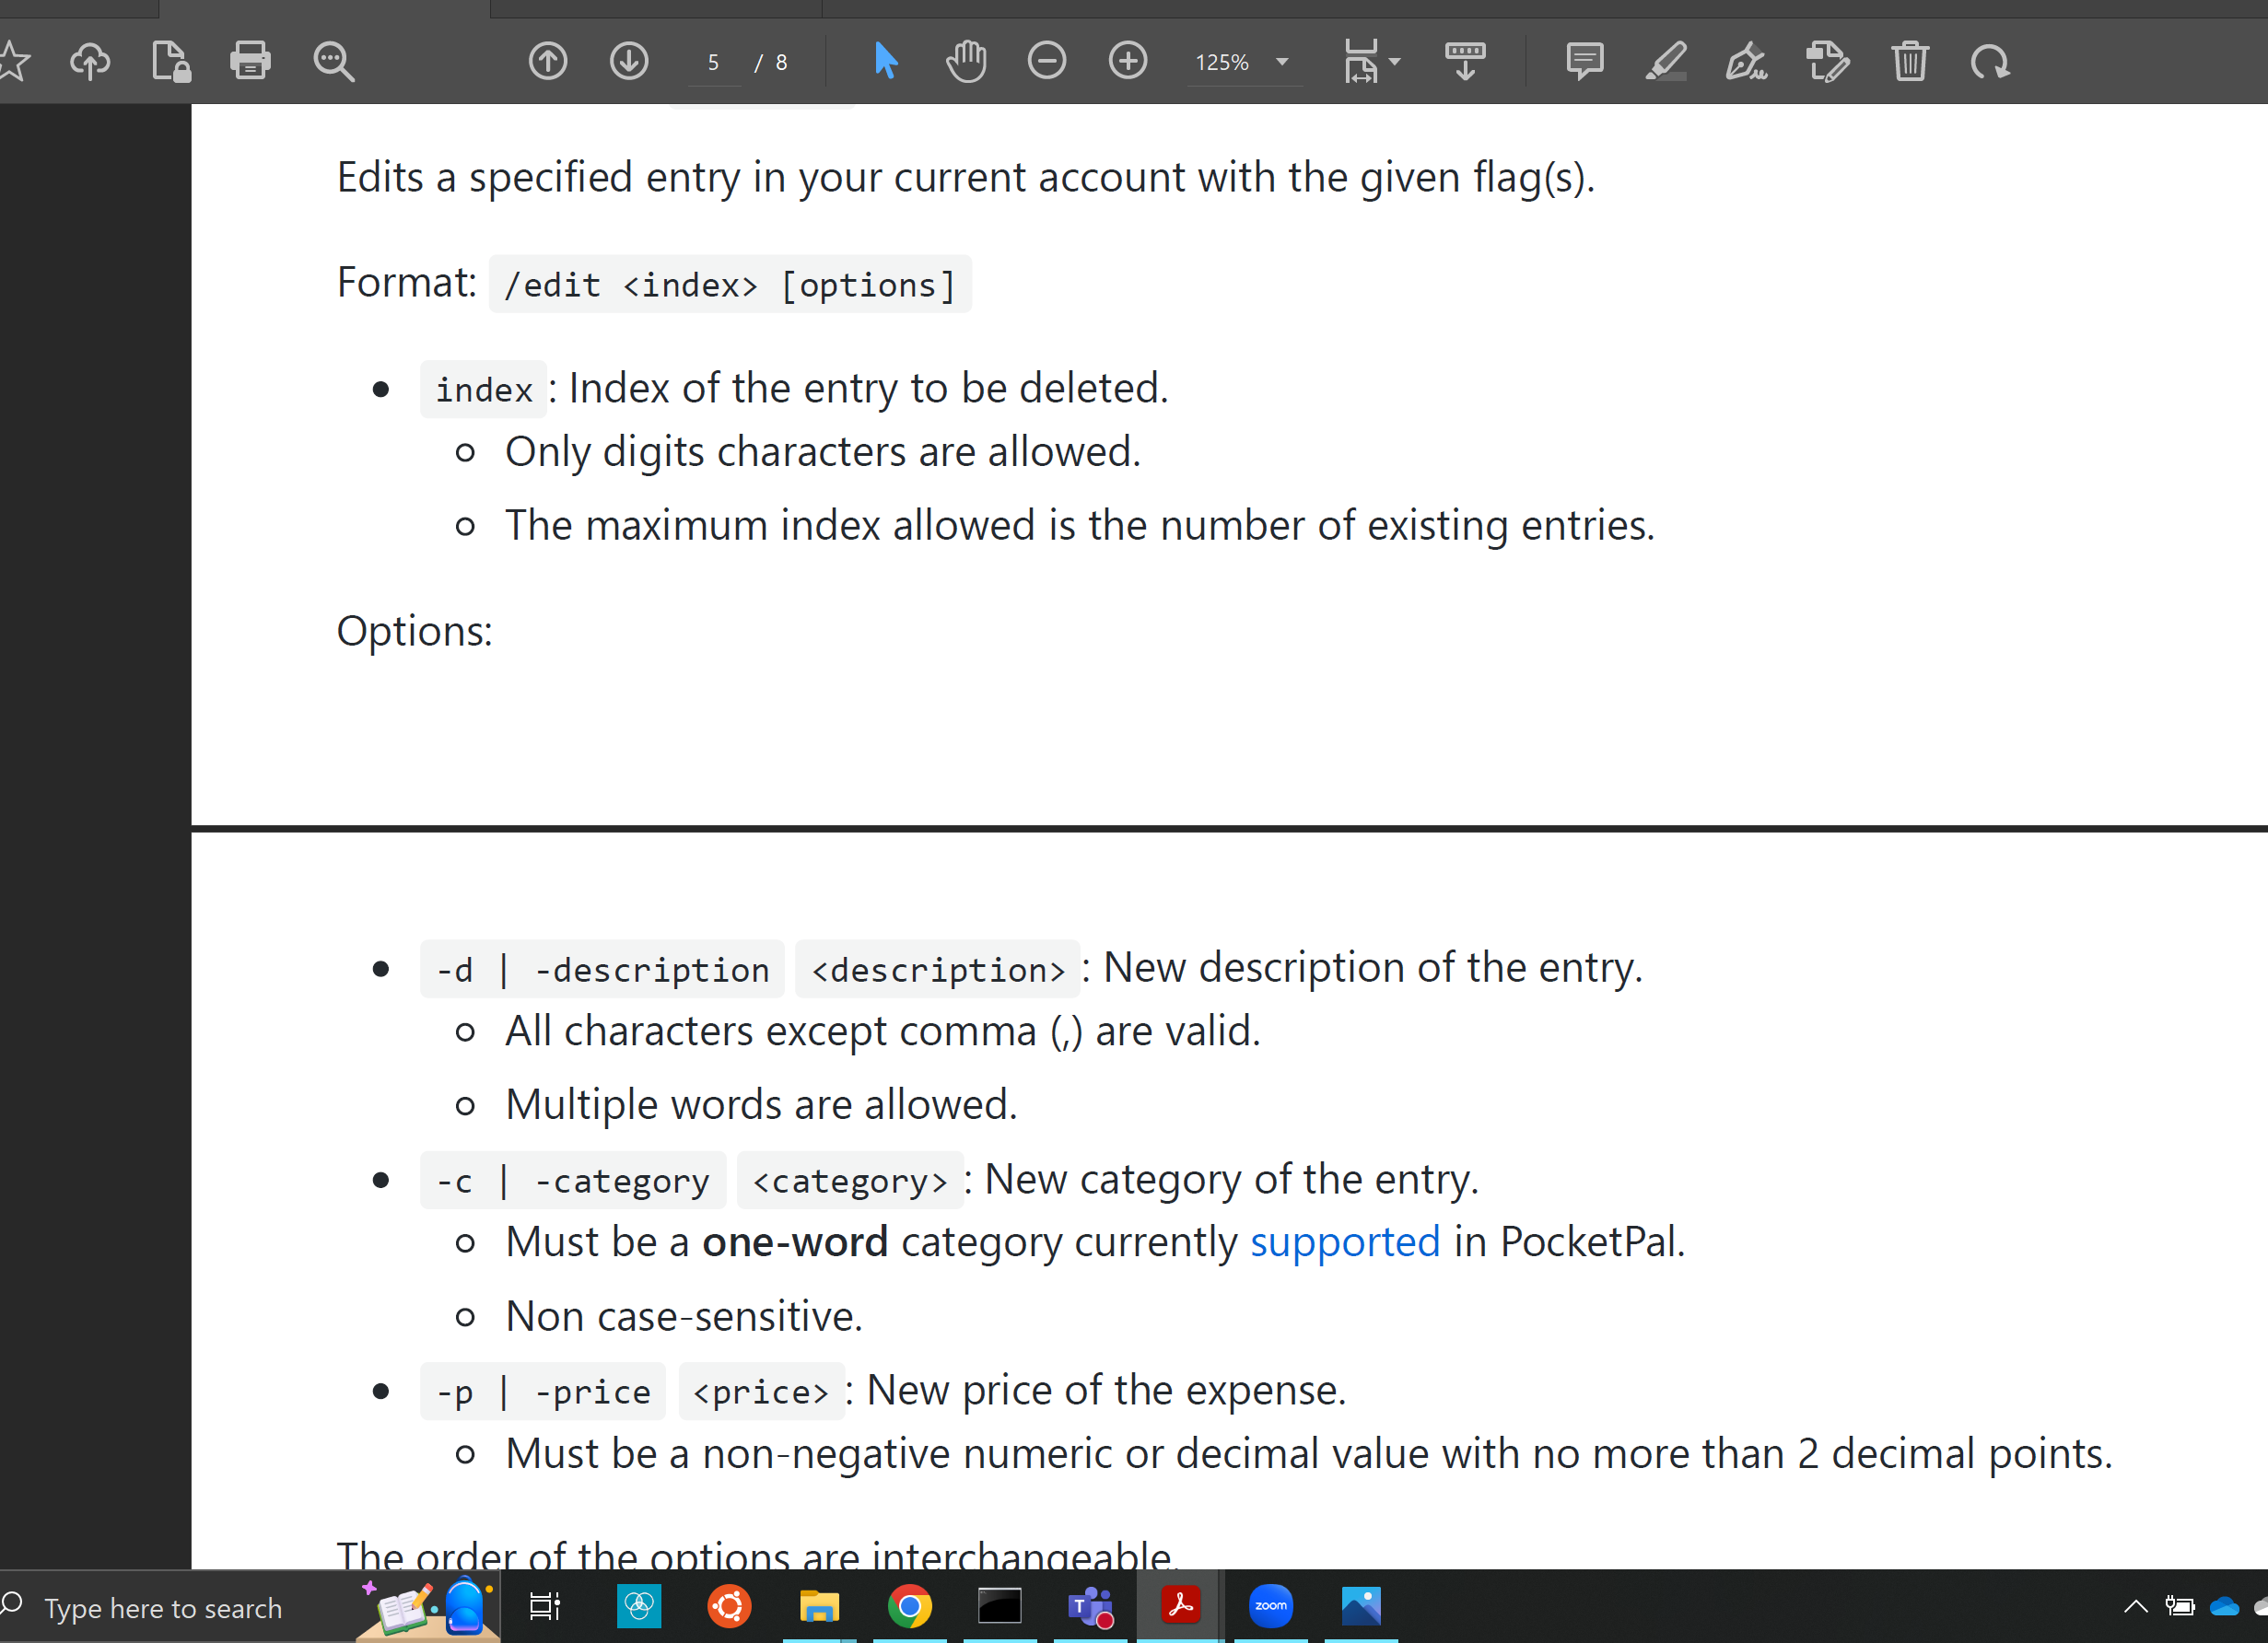 5 / 8
125%
Edits a specified entry in your current account with the given flag(s).
Format: /edit <index> [options]
index : Index of the entry to be deleted.
Only digits characters are allowed.
The maximum index allowed is the number of existing entries.
Options:
-d | -description <description> : New description of the entry.
All characters except comma (,) are valid.
Multiple words are allowed.
-c | -category <category> : New category of the entry.
Must be a one-word category currently supported in PocketPal.
Non case-sensitive.
-p | -price <price> : New price of the expense.
Must be a non-negative numeric or decimal value with no more than 2 decimal points.
The order of the options are interchangeable.
Type here to search
T
zoom